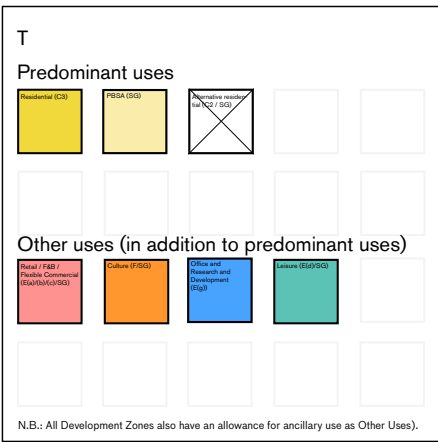 T
Predominant uses
Residential (C3)
PBSA (SG)
Alternative residen-
tial (C2 / SG)
Other uses (in addition to predominant uses)
Retail / F&B /
Flexible Commercial
(E(a)/(b)/(c)/SG)
Culture (F/SG)
Office and
Research and
Development
(E(g))
Leisure (E(d)/SG)
N.B.: All Development Zones also have an allowance for ancillary use as Other Uses).